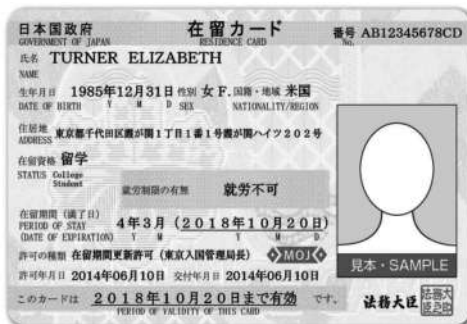 日本国政府 在留カード 番号 AB12345678CD
GOVERNMENT OF JAPAN RESIDENCE CARD No.
氏名 TURNER ELIZABETH
NAME
生年月日 1985年12月31日 性別 女 F. 国籍・地域 米国
DATE OF BIRTH Y M D SEX NATIONALITY/REGION
住居地 東京都千代田区霞が関1丁目1番1号霞が関ハイツ202号
ADDRESS
在留資格 留学
STATUS College Student
就労制限の有無 就労不可
在留期間(満了日) 4年3月(2018年10月20日)
PERIOD OF STAY
(DATE OF EXPIRATION) Y M Y M D
許可の種類 在留期間更新許可(東京入国管理局長) MOJ
見本・SAMPLE
許可年月日 2014年06月10日 交付年月日 2014年06月10日
このカードは 2018年10月20日まで有効 です。 法務大臣
PERIOD OF VALIDITY OF THIS CARD